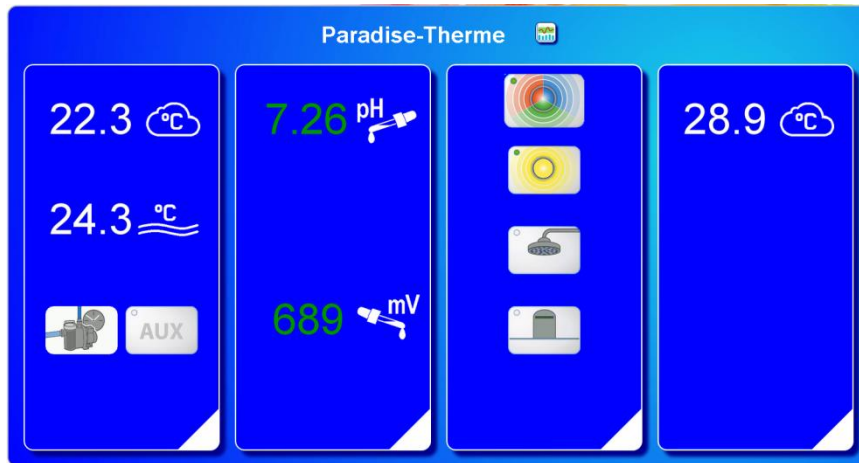 Paradise-Therme
22.3 °C
24.3 °C
AUX
7.26 pH
689 mV
28.9 °C